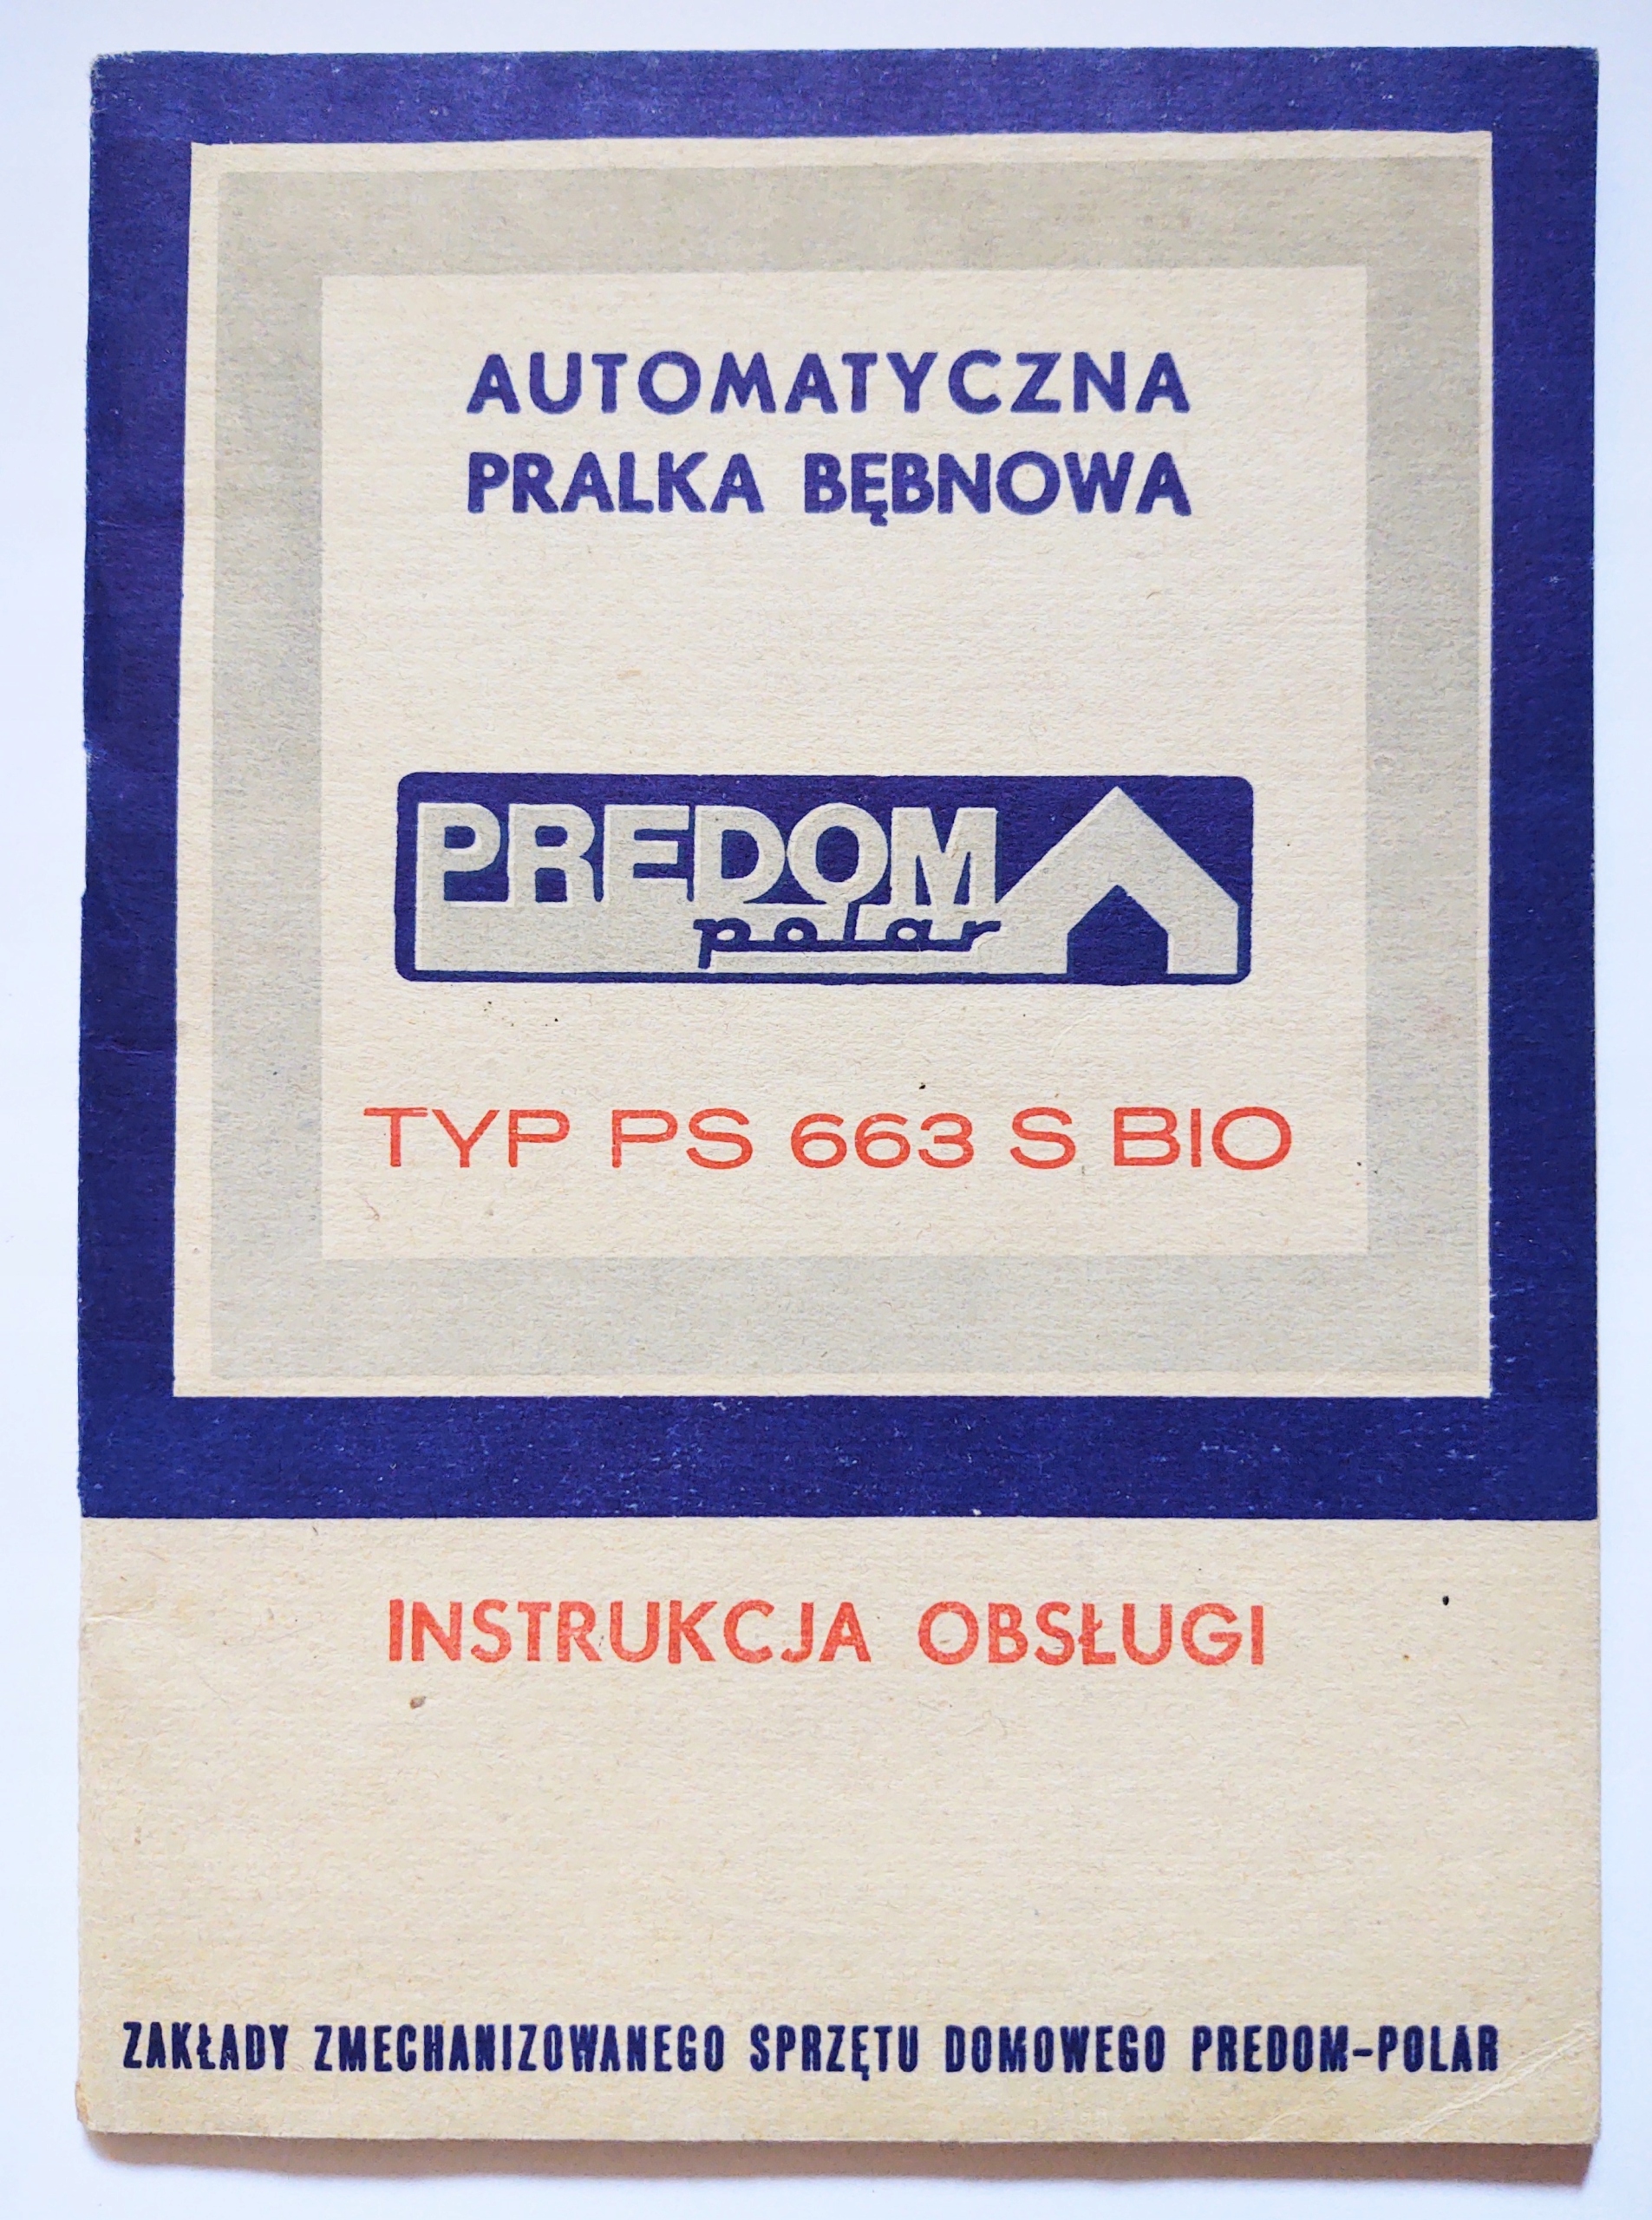 AUTOMATYCZNA
PRALKA BĘBNOWA
PREDOM
polar
TYP PS 663 S BIO
INSTRUKCJA OBSŁUGI
ZAKŁADY ZMECHANIZOWANEGO SPRZĘTU DOMOWEGO PREDOM-POLAR